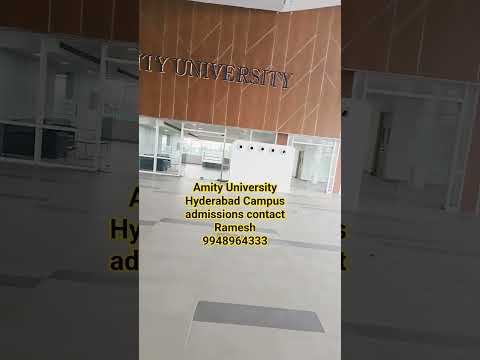 ITY UNIVERSITY
Amity University
Hyderabad Campus
admissions contact
Ramesh
9948964333